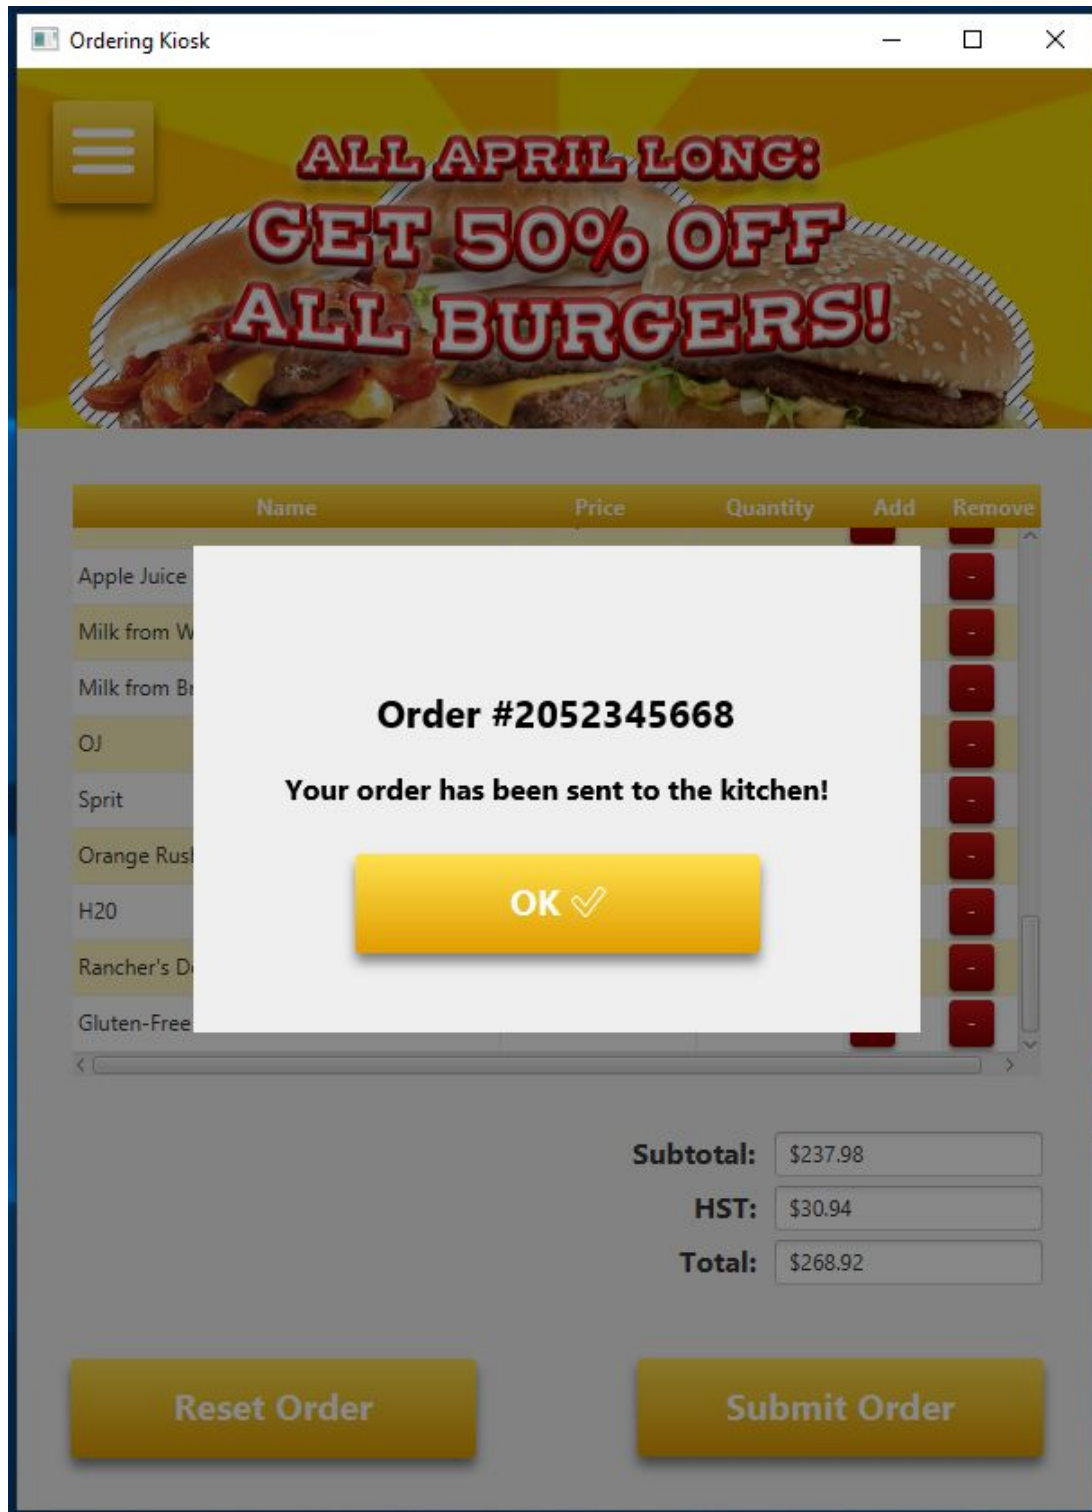 Ordering Kiosk
ALL APRIL LONG:
GET 50% OFF
ALL BURGERS!
Name Price Quantity Add Remove
Apple Juice -
Milk from -
Milk from -
OJ -
Sprit -
Orange -
H20 -
Rancher's -
Gluten-Free -
Order #2052345668
Your order has been sent to the kitchen!
OK
Subtotal: $237.98
HST: $30.94
Total: $268.92
Reset Order Submit Order